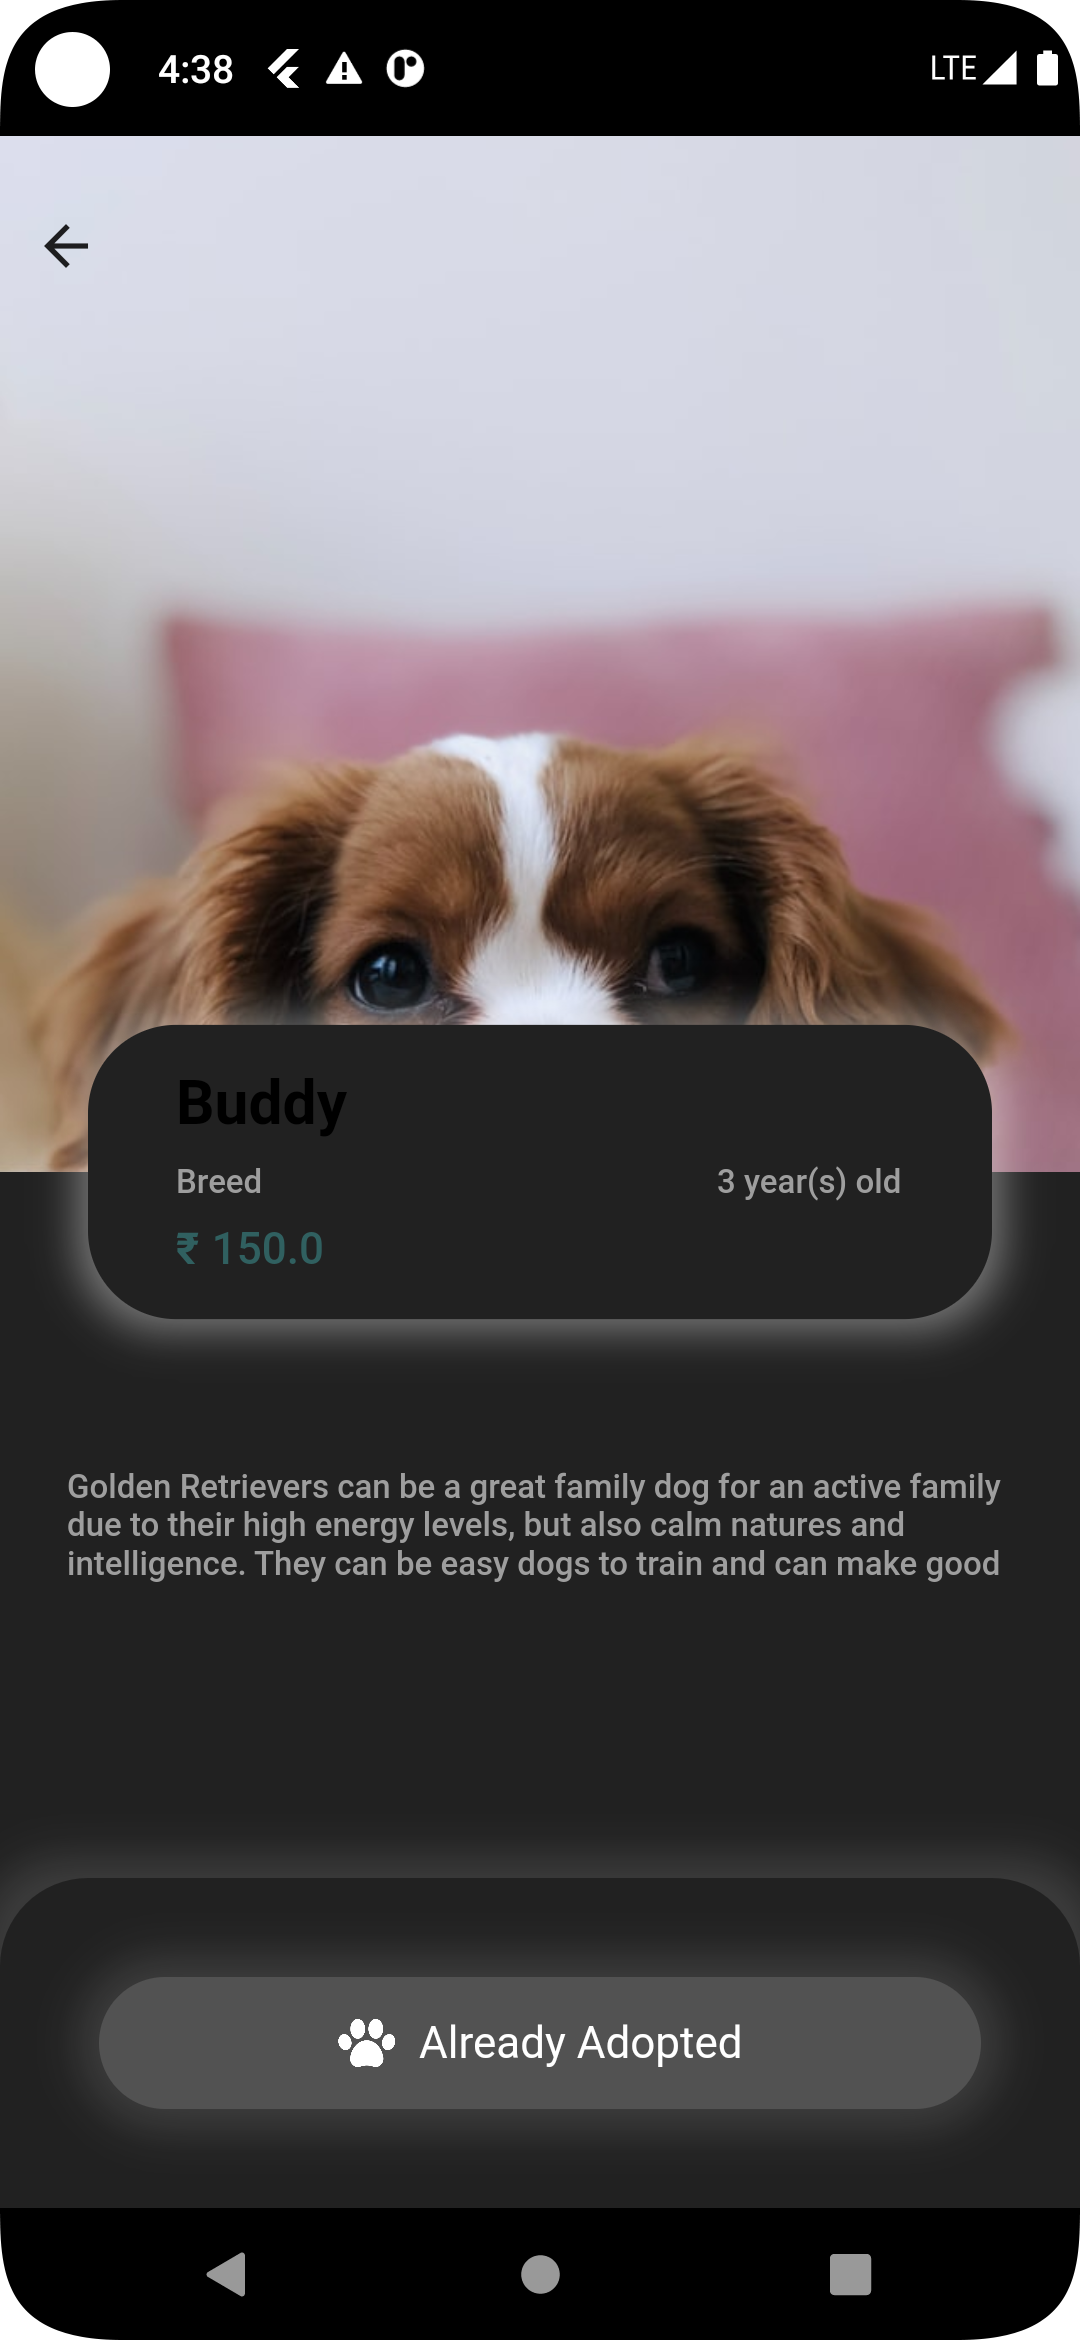 4:38
LTE
Buddy
Breed
3 year(s) old
₹ 150.0
Golden Retrievers can be a great family dog for an active family
due to their high energy levels, but also calm natures and
intelligence. They can be easy dogs to train and can make good
Already Adopted